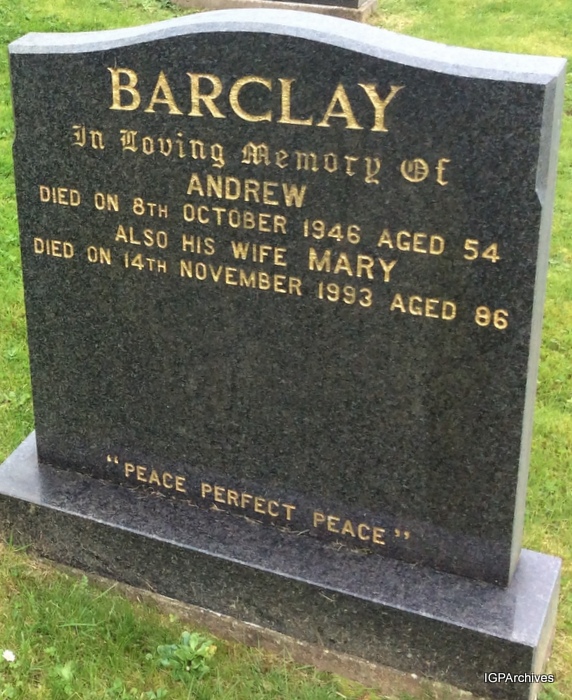 BARCLAY
In Loving Memory Of
ANDREW
DIED ON 8TH OCTOBER 1946 AGED 54
ALSO HIS WIFE MARY
DIED ON 14TH NOVEMBER 1993 AGED 86
"PEACE PERFECT PEACE"
IGPArchives